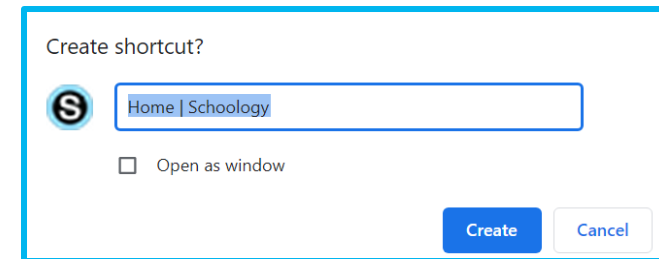 Create shortcut?
S
Home | Schoology
Open as window
Create Cancel